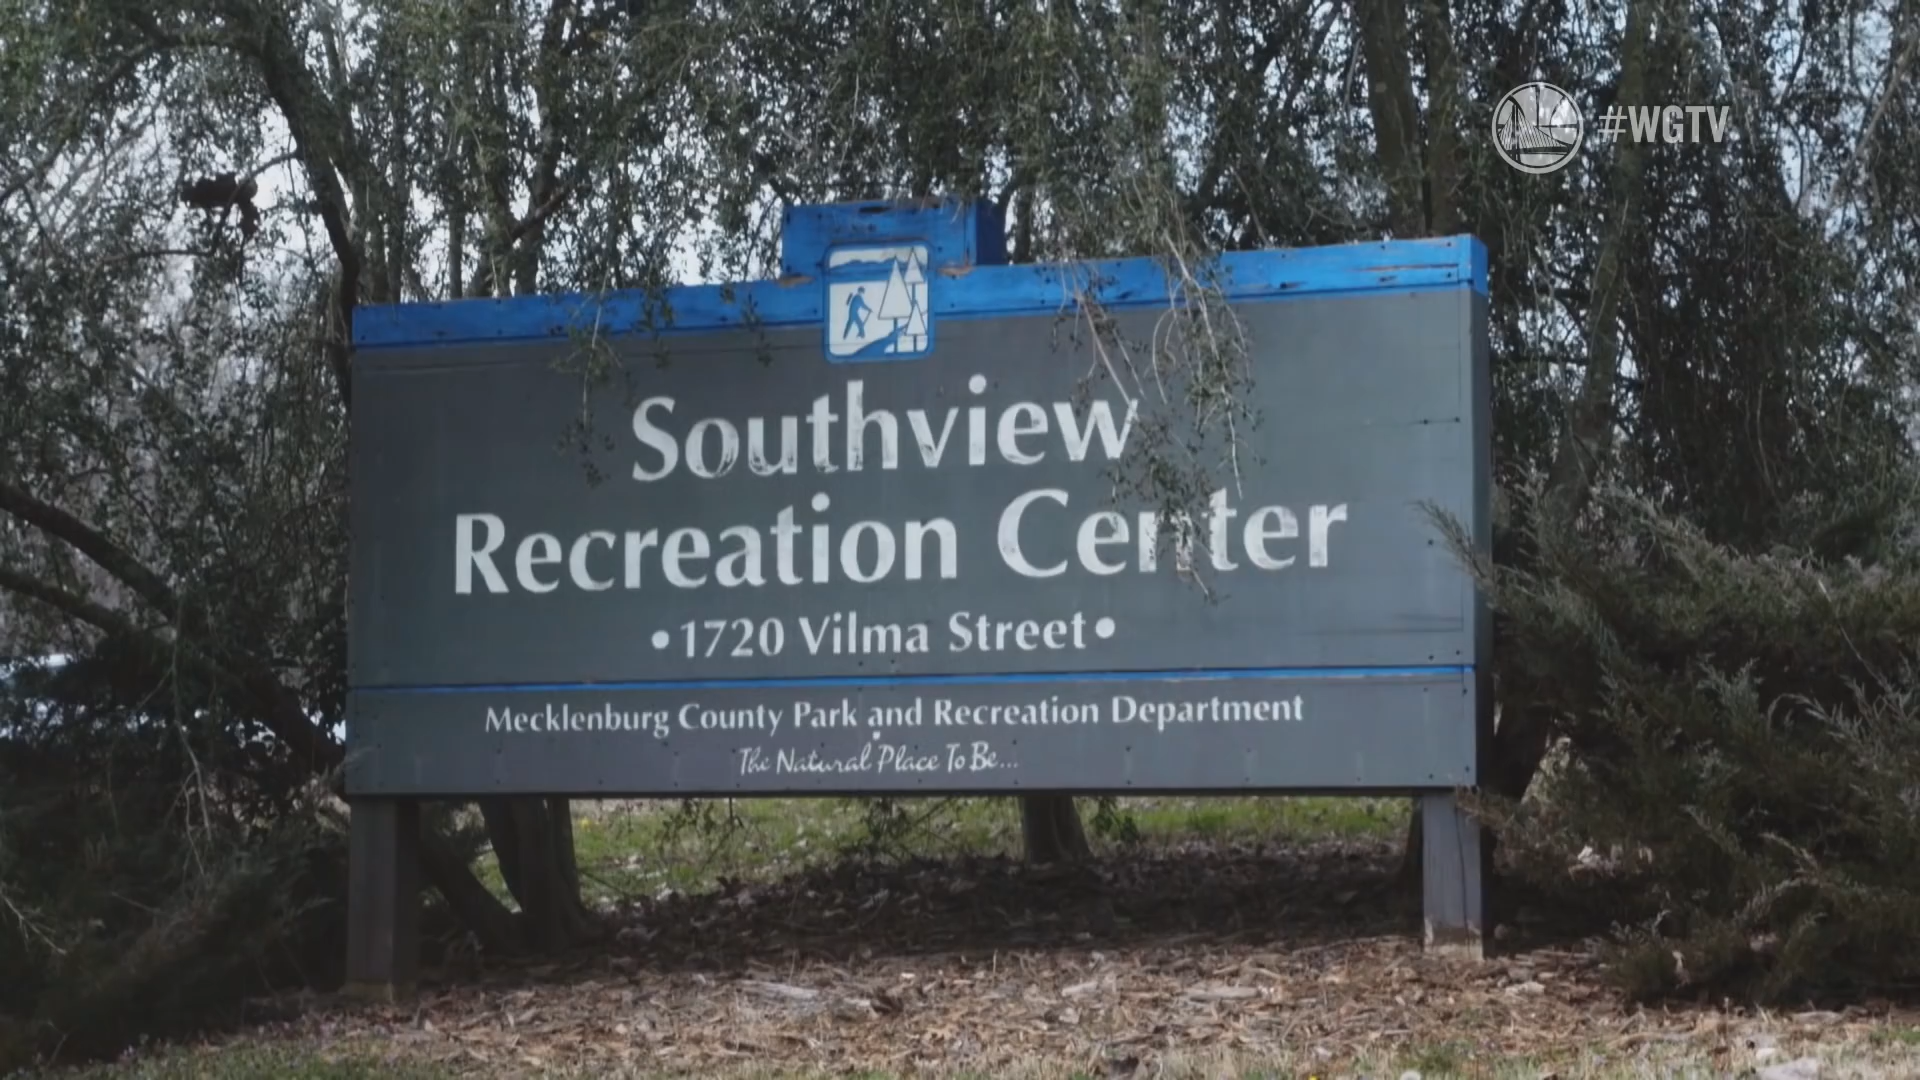 #WGTV
Southview
Recreation Center
•1720 Vilma Street•
Mecklenburg County Park and Recreation Department
The Natural Place To Be...